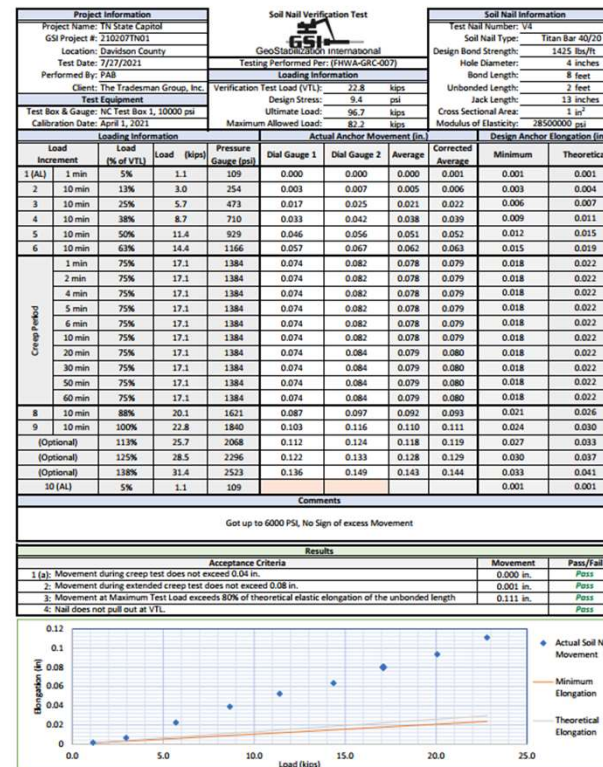 Project Information
Project Name: TN State Capitol
GSI Project #: 210207TN01
Location: Davidson County
Test Date: 7/27/2021
Performed By: PAB
Client: The Tradesman Group, Inc.
Test Equipment
Test Box & Gauge: NC Test Box 1, 10000 psi
Calibration Date: April 1, 2021
Soil Nail Verification Test
GSI
GeoStabilization International
Testing Performed Per: (FHWA-GRC-007)
Loading Information
Verification Test Load (VTL): 22.8 kips
Design Stress: 9.4 psi
Ultimate Load: 96.7 kips
Maximum Allowed Load: 82.2 kips
Soil Nail Information
Test Nail Number: V4
Soil Nail Type: Titan Bar 40/20
Design Bond Strength: 1425 lbs/ft
Hole Diameter: 4 inches
Bond Length: 8 feet
Unbonded Length: 2 feet
Jack Length: 13 inches
Cross Sectional Area: 1 in²
Modulus of Elasticity: 28500000 psi
Loading Information Actual Anchor Movement (in.) Design Anchor Elongation (in
Load Increment Load (% of VTL) Load (kips) Pressure Gauge (psi) Dial Gauge 1 Dial Gauge 2 Average Corrected Average Minimum Theoretica
1 (AL) 1 min 5% 1.1 109 0.000 0.000 0.000 0.001 0.001 0.001
2 10 min 13% 3.0 254 0.003 0.007 0.005 0.006 0.003 0.004
3 10 min 25% 5.7 473 0.017 0.025 0.021 0.022 0.006 0.007
4 10 min 38% 8.7 710 0.033 0.042 0.038 0.039 0.009 0.011
5 10 min 50% 11.4 929 0.046 0.056 0.051 0.052 0.012 0.015
6 10 min 63% 14.4 1166 0.057 0.067 0.062 0.063 0.015 0.019
Creep Period
1 min 75% 17.1 1384 0.074 0.082 0.078 0.079 0.018 0.022
2 min 75% 17.1 1384 0.074 0.082 0.078 0.079 0.018 0.022
4 min 75% 17.1 1384 0.074 0.082 0.078 0.079 0.018 0.022
5 min 75% 17.1 1384 0.074 0.082 0.078 0.079 0.018 0.022
6 min 75% 17.1 1384 0.074 0.082 0.078 0.079 0.018 0.022
10 min 75% 17.1 1384 0.074 0.082 0.078 0.079 0.018 0.022
20 min 75% 17.1 1384 0.074 0.084 0.079 0.080 0.018 0.022
30 min 75% 17.1 1384 0.074 0.084 0.079 0.080 0.018 0.022
50 min 75% 17.1 1384 0.074 0.084 0.079 0.080 0.018 0.022
60 min 75% 17.1 1384 0.074 0.084 0.079 0.080 0.018 0.022
8 10 min 88% 20.1 1621 0.087 0.097 0.092 0.093 0.021 0.026
9 10 min 100% 22.8 1840 0.103 0.116 0.110 0.111 0.024 0.030
(Optional) 113% 25.7 2068 0.112 0.124 0.118 0.119 0.027 0.033
(Optional) 125% 28.5 2296 0.122 0.133 0.128 0.129 0.030 0.037
(Optional) 138% 31.4 2523 0.136 0.149 0.143 0.144 0.033 0.041
10 (AL) 5% 1.1 109 0.001 0.001
Comments
Got up to 6000 PSI, No Sign of excess Movement
Results
Acceptance Criteria Movement Pass/Fail
1 (a): Movement during creep test does not exceed 0.04 in. 0.000 in. Pass
2: Movement during extended creep test does not exceed 0.08 in. 0.001 in. Pass
3: Movement at Maximum Test Load exceeds 80% of theoretical elastic elongation of the unbonded length 0.111 in. Pass
4: Nail does not pull out at VTL. Pass
Elongation (in)
0.12
0.1
0.08
0.06
0.04
0.02
0
0.0 5.0 10.0 15.0 20.0 25.0
Load (kips)
Actual Soil N
Movement
Minimum
Elongation
Theoretical
Elongation